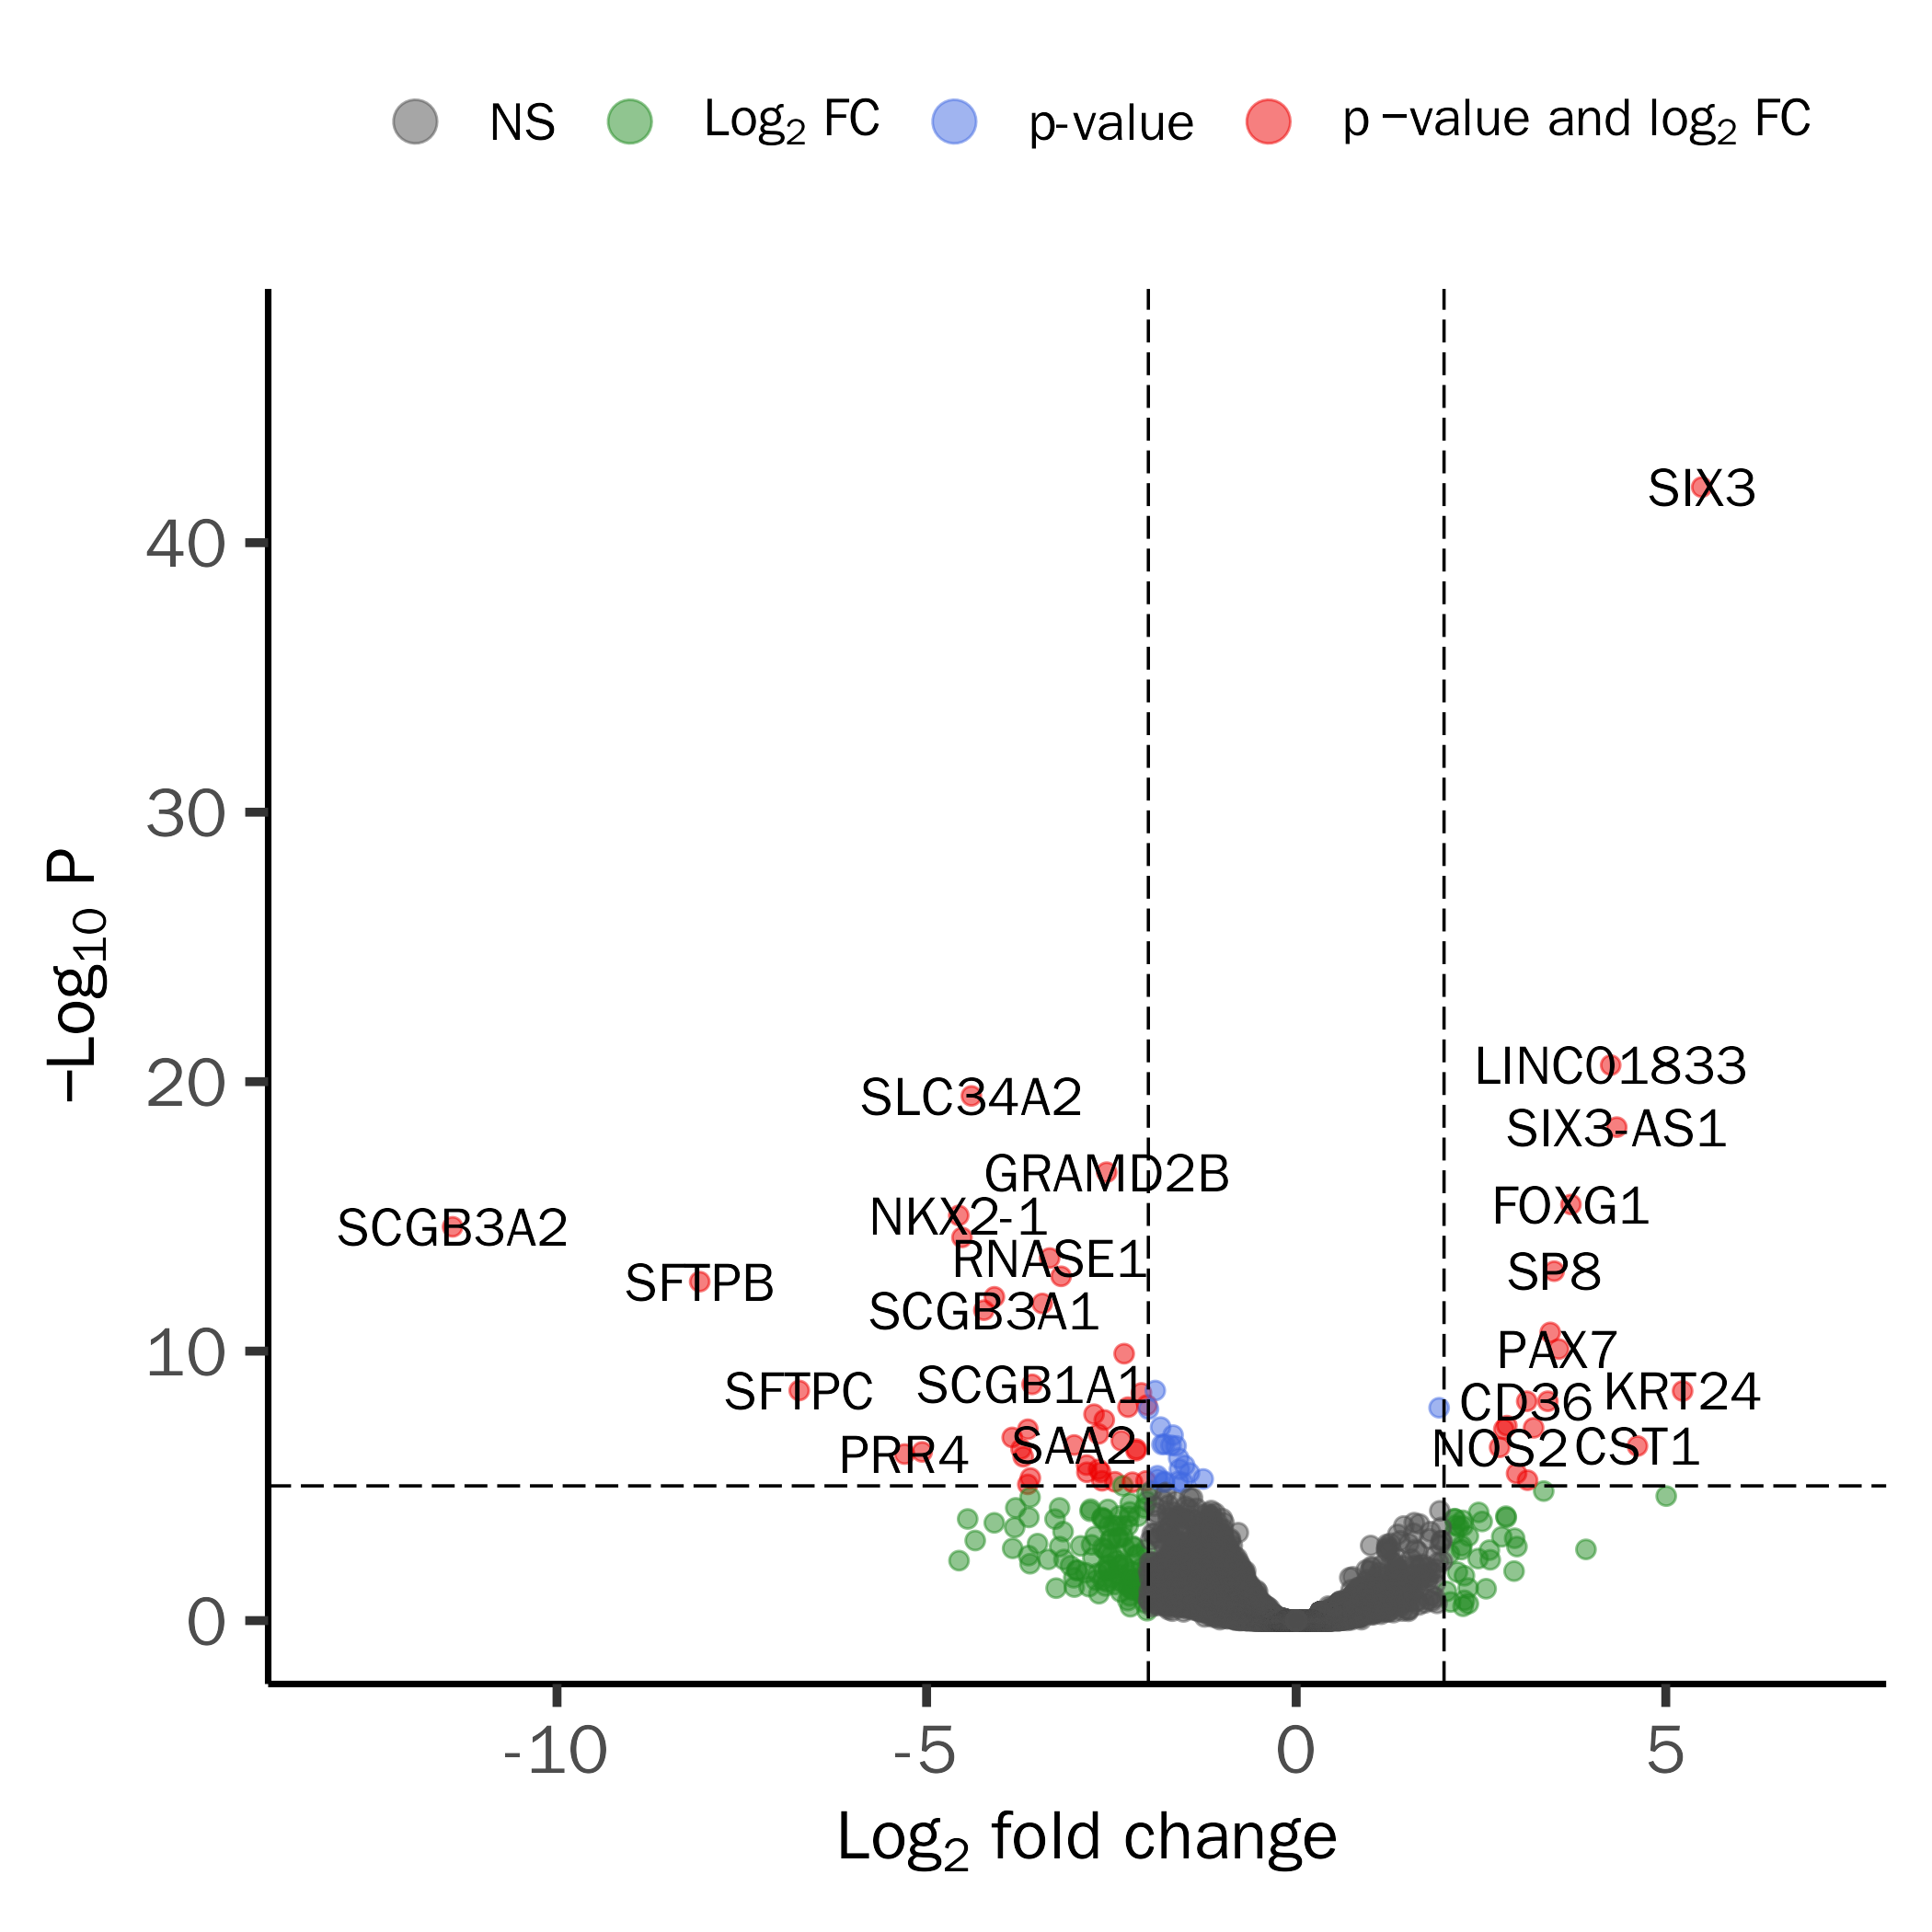 NS Log₂ FC p-value p −value and log₂ FC
SIX3
40
30
−Log₁₀ P
20
LINC01833
SLC34A2
SIX3-AS1
GRAMD2B
NKX2-1
FOXG1
SCGB3A2
RNASE1
SP8
SFTPB
SCGB3A1
10
PAX7
SFTPC
SCGB1A1
KRT24
CD36
SAA2
PRR4
NOS2
CST1
0
-10 -5 0 5
Log₂ fold change